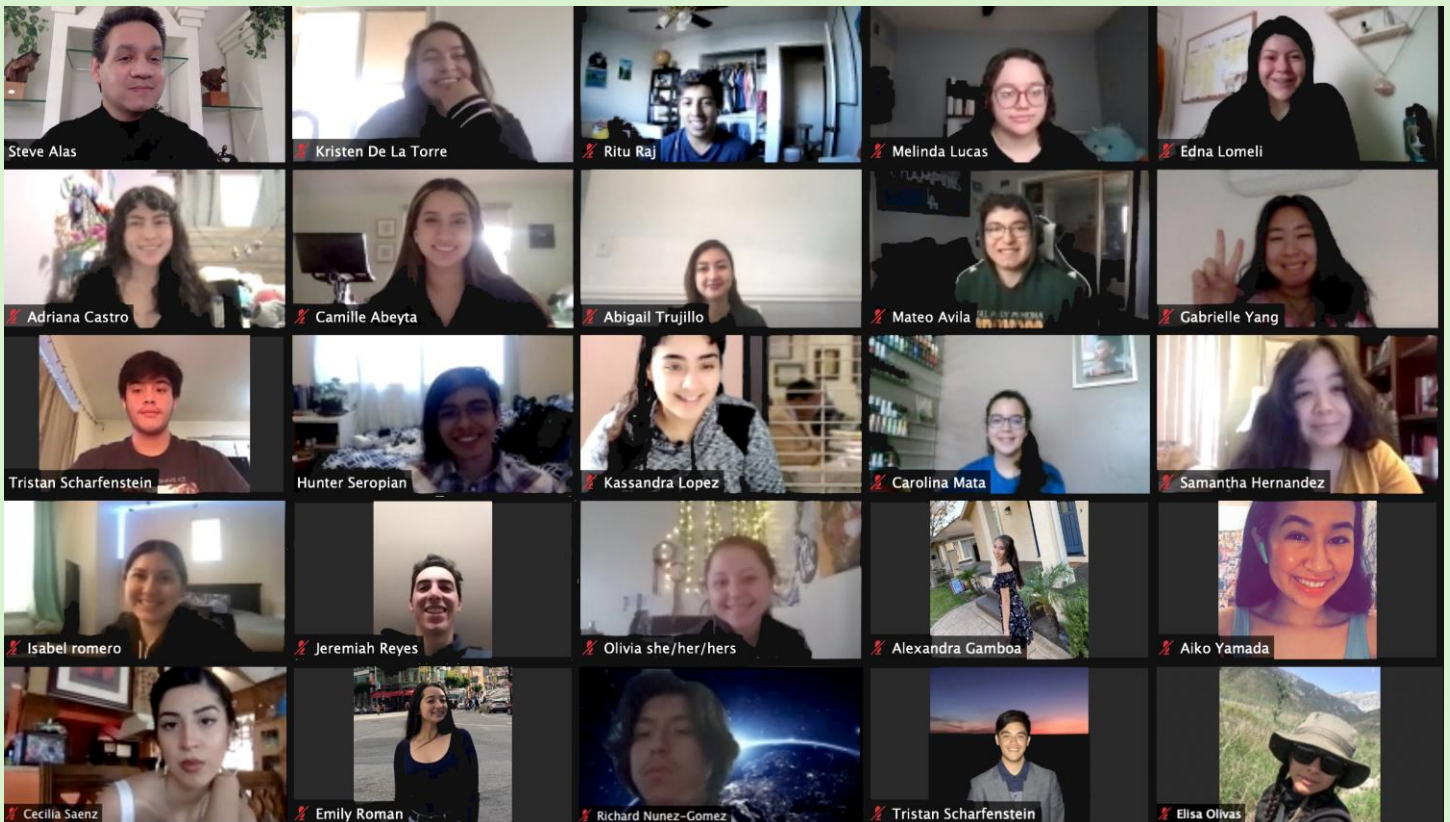 Steve Alas
Kristen De La Torre
Ritu Raj
Melinda Lucas
Edna Lomeli
Adriana Castro
Camille Abeyta
Abigail Trujillo
Mateo Avila
Gabrielle Yang
Tristan Scharfenstein
Hunter Seropian
Kassandra Lopez
Carolina Mata
Samantha Hernandez
Isabel romero
Jeremiah Reyes
Olivia she/her/hers
Alexandra Gamboa
Aiko Yamada
Cecilia Saenz
Emily Roman
Richard Nunez-Gomez
Tristan Scharfenstein
Elisa Olivas